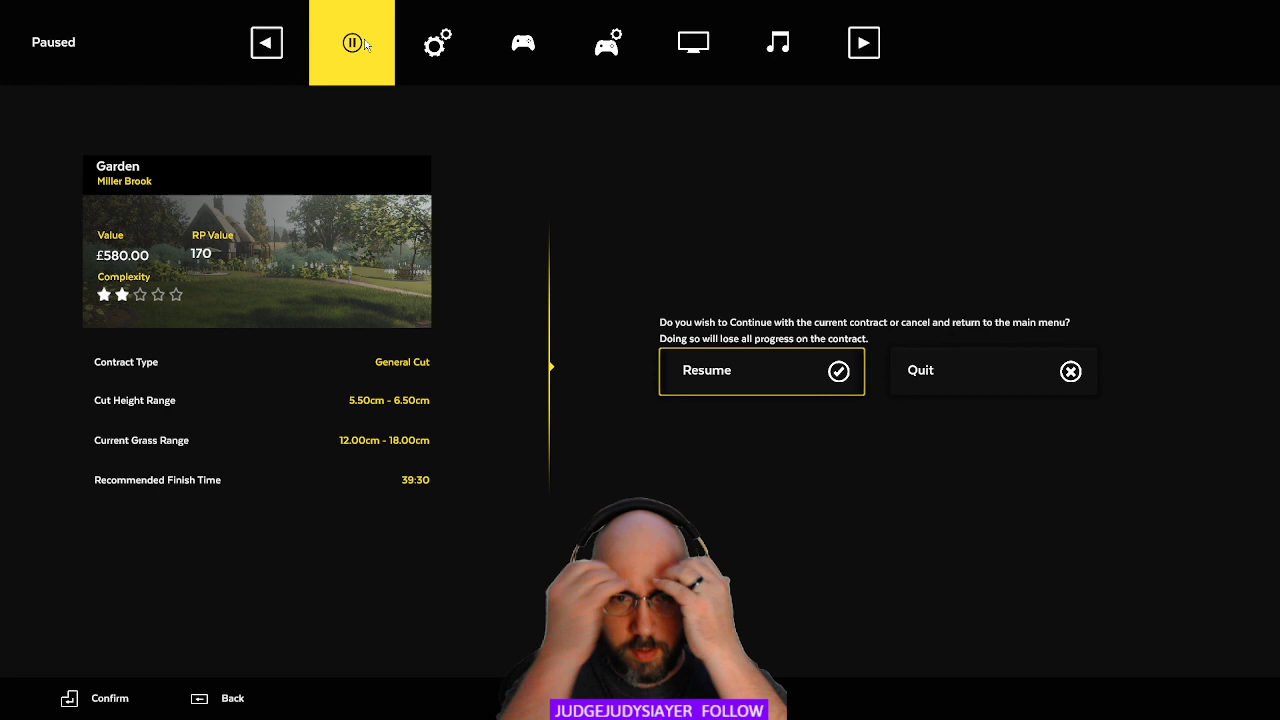 Paused
Garden
Miller Brook
Value
RP Value
£580.00
170
Complexity
Contract Type
General Cut
Cut Height Range
5.50cm - 6.50cm
Current Grass Range
12.00cm - 18.00cm
Recommended Finish Time
39:30
Do you wish to Continue with the current contract or cancel and return to the main menu?
Doing so will lose all progress on the contract.
Resume
Quit
Confirm
Back
JUDGEJUDYSLAYER FOLLOW